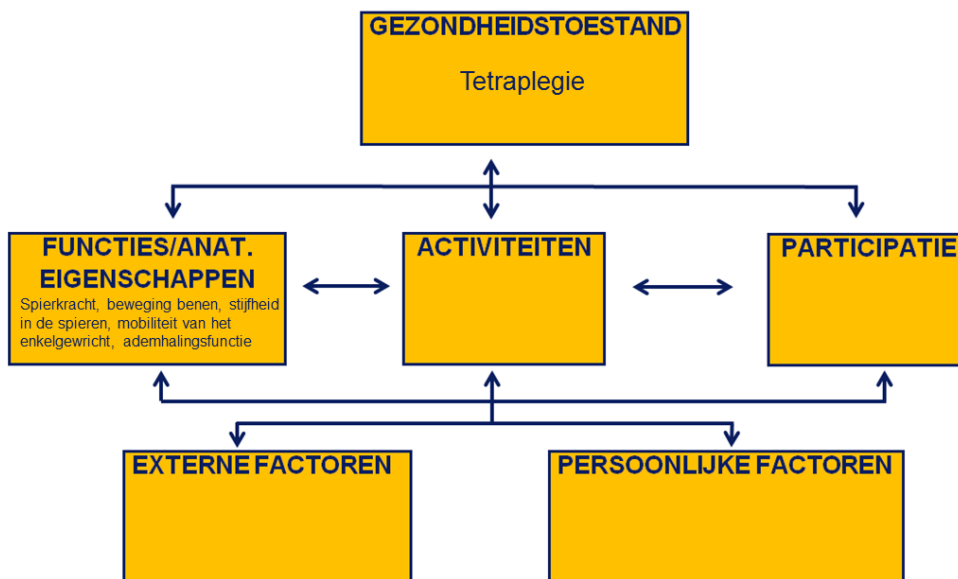 GEZONDHEIDSTOESTAND
Tetraplegie
FUNCTIES/ANAT.
EIGENSCHAPPEN
Spierkracht, beweging benen, stijfheid
in de spieren, mobiliteit van het
enkelgewricht, ademhalingsfunctie
ACTIVITEITEN
PARTICIPATIE
EXTERNE FACTOREN
PERSOONLIJKE FACTOREN